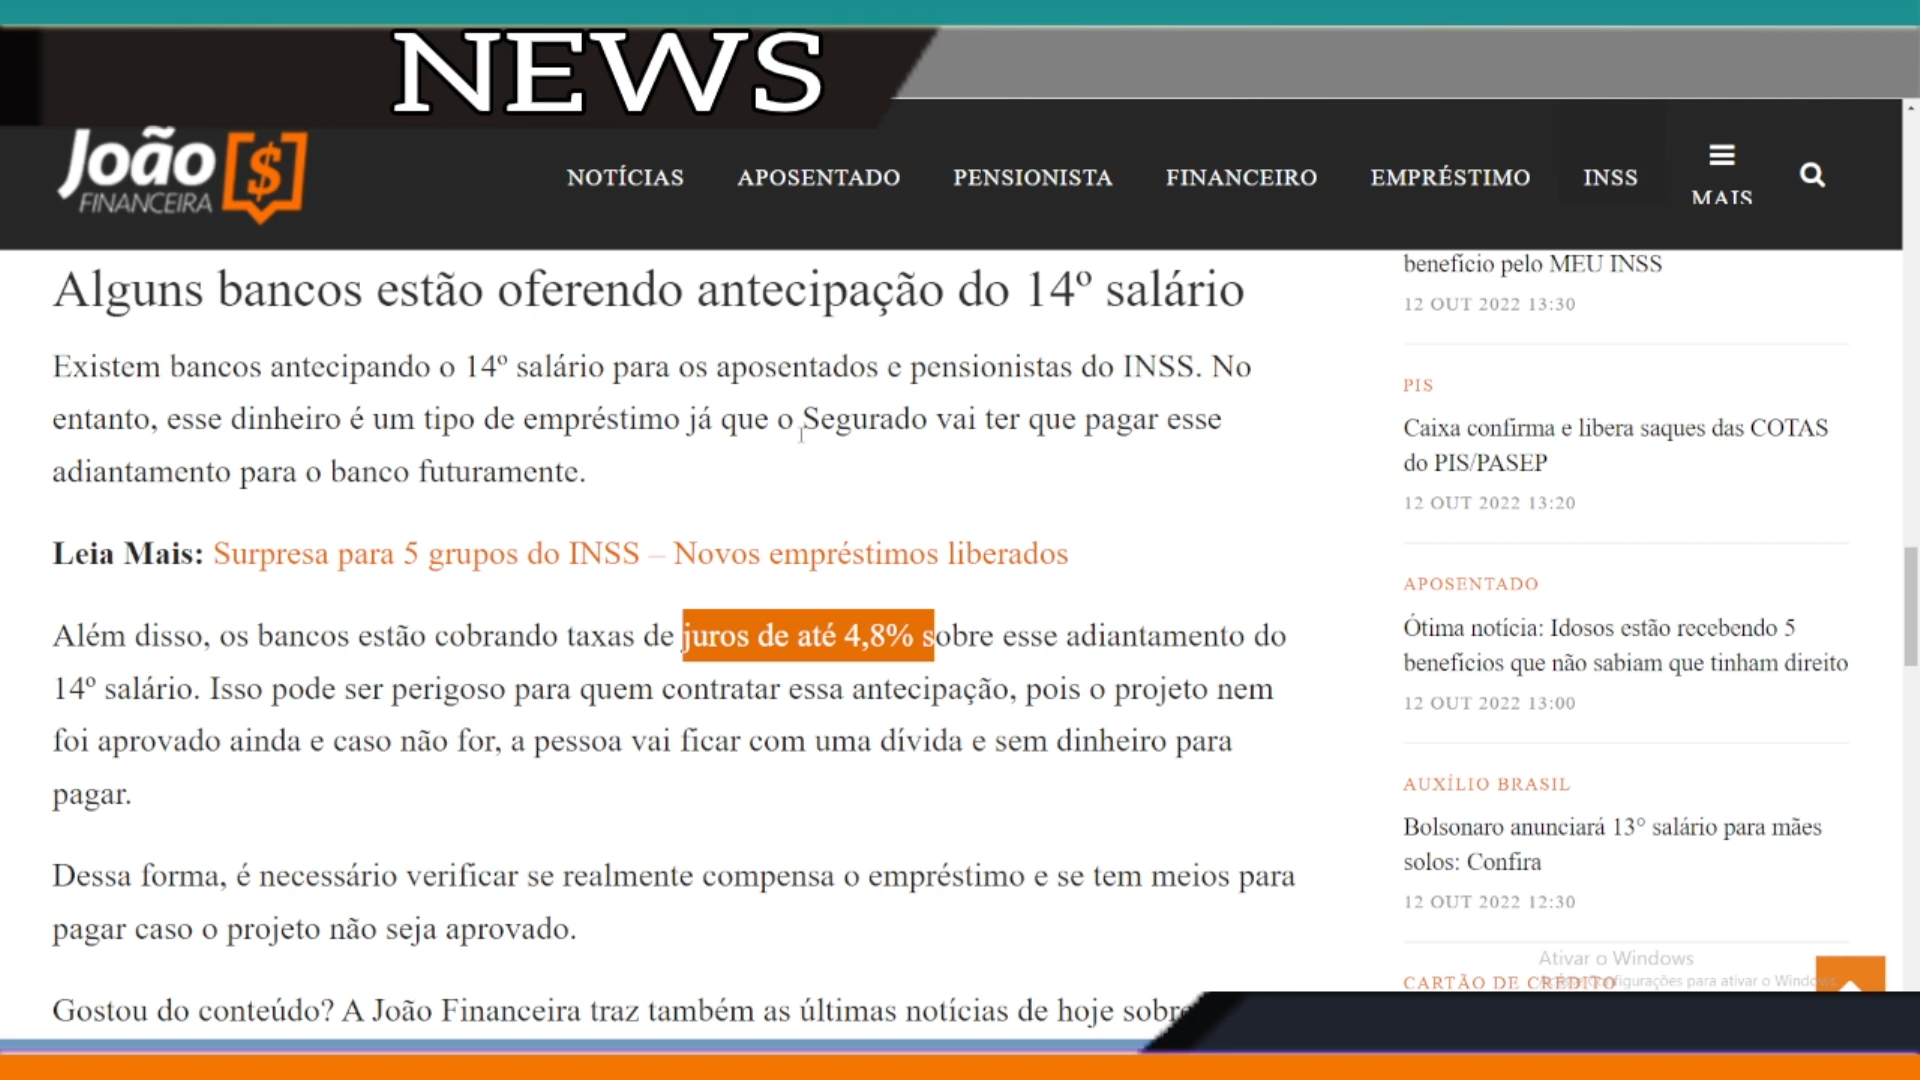 NEWS
João
FINANCEIRA
$
NOTÍCIAS APOSENTADO PENSIONISTA FINANCEIRO EMPRÉSTIMO INSS MAIS
Alguns bancos estão oferendo antecipação do 14º salário
Existem bancos antecipando o 14º salário para os aposentados e pensionistas do INSS. No
entanto, esse dinheiro é um tipo de empréstimo já que o Segurado vai ter que pagar esse
adiantamento para o banco futuramente.
Leia Mais: Surpresa para 5 grupos do INSS – Novos empréstimos liberados
Além disso, os bancos estão cobrando taxas de juros de até 4,8% sobre esse adiantamento do
14º salário. Isso pode ser perigoso para quem contratar essa antecipação, pois o projeto nem
foi aprovado ainda e caso não for, a pessoa vai ficar com uma dívida e sem dinheiro para
pagar.
Dessa forma, é necessário verificar se realmente compensa o empréstimo e se tem meios para
pagar caso o projeto não seja aprovado.
Gostou do conteúdo? A João Financeira traz também as últimas notícias de hoje sobre
benefício pelo MEU INSS
12 OUT 2022 13:30
PIS
Caixa confirma e libera saques das COTAS
do PIS/PASEP
12 OUT 2022 13:20
APOSENTADO
Ótima notícia: Idosos estão recebendo 5
benefícios que não sabiam que tinham direito
12 OUT 2022 13:00
AUXÍLIO BRASIL
Bolsonaro anunciará 13° salário para mães
solos: Confira
12 OUT 2022 12:30
Ativar o Windows
CARTÃO DE CRÉDITO
para ativar o Windows